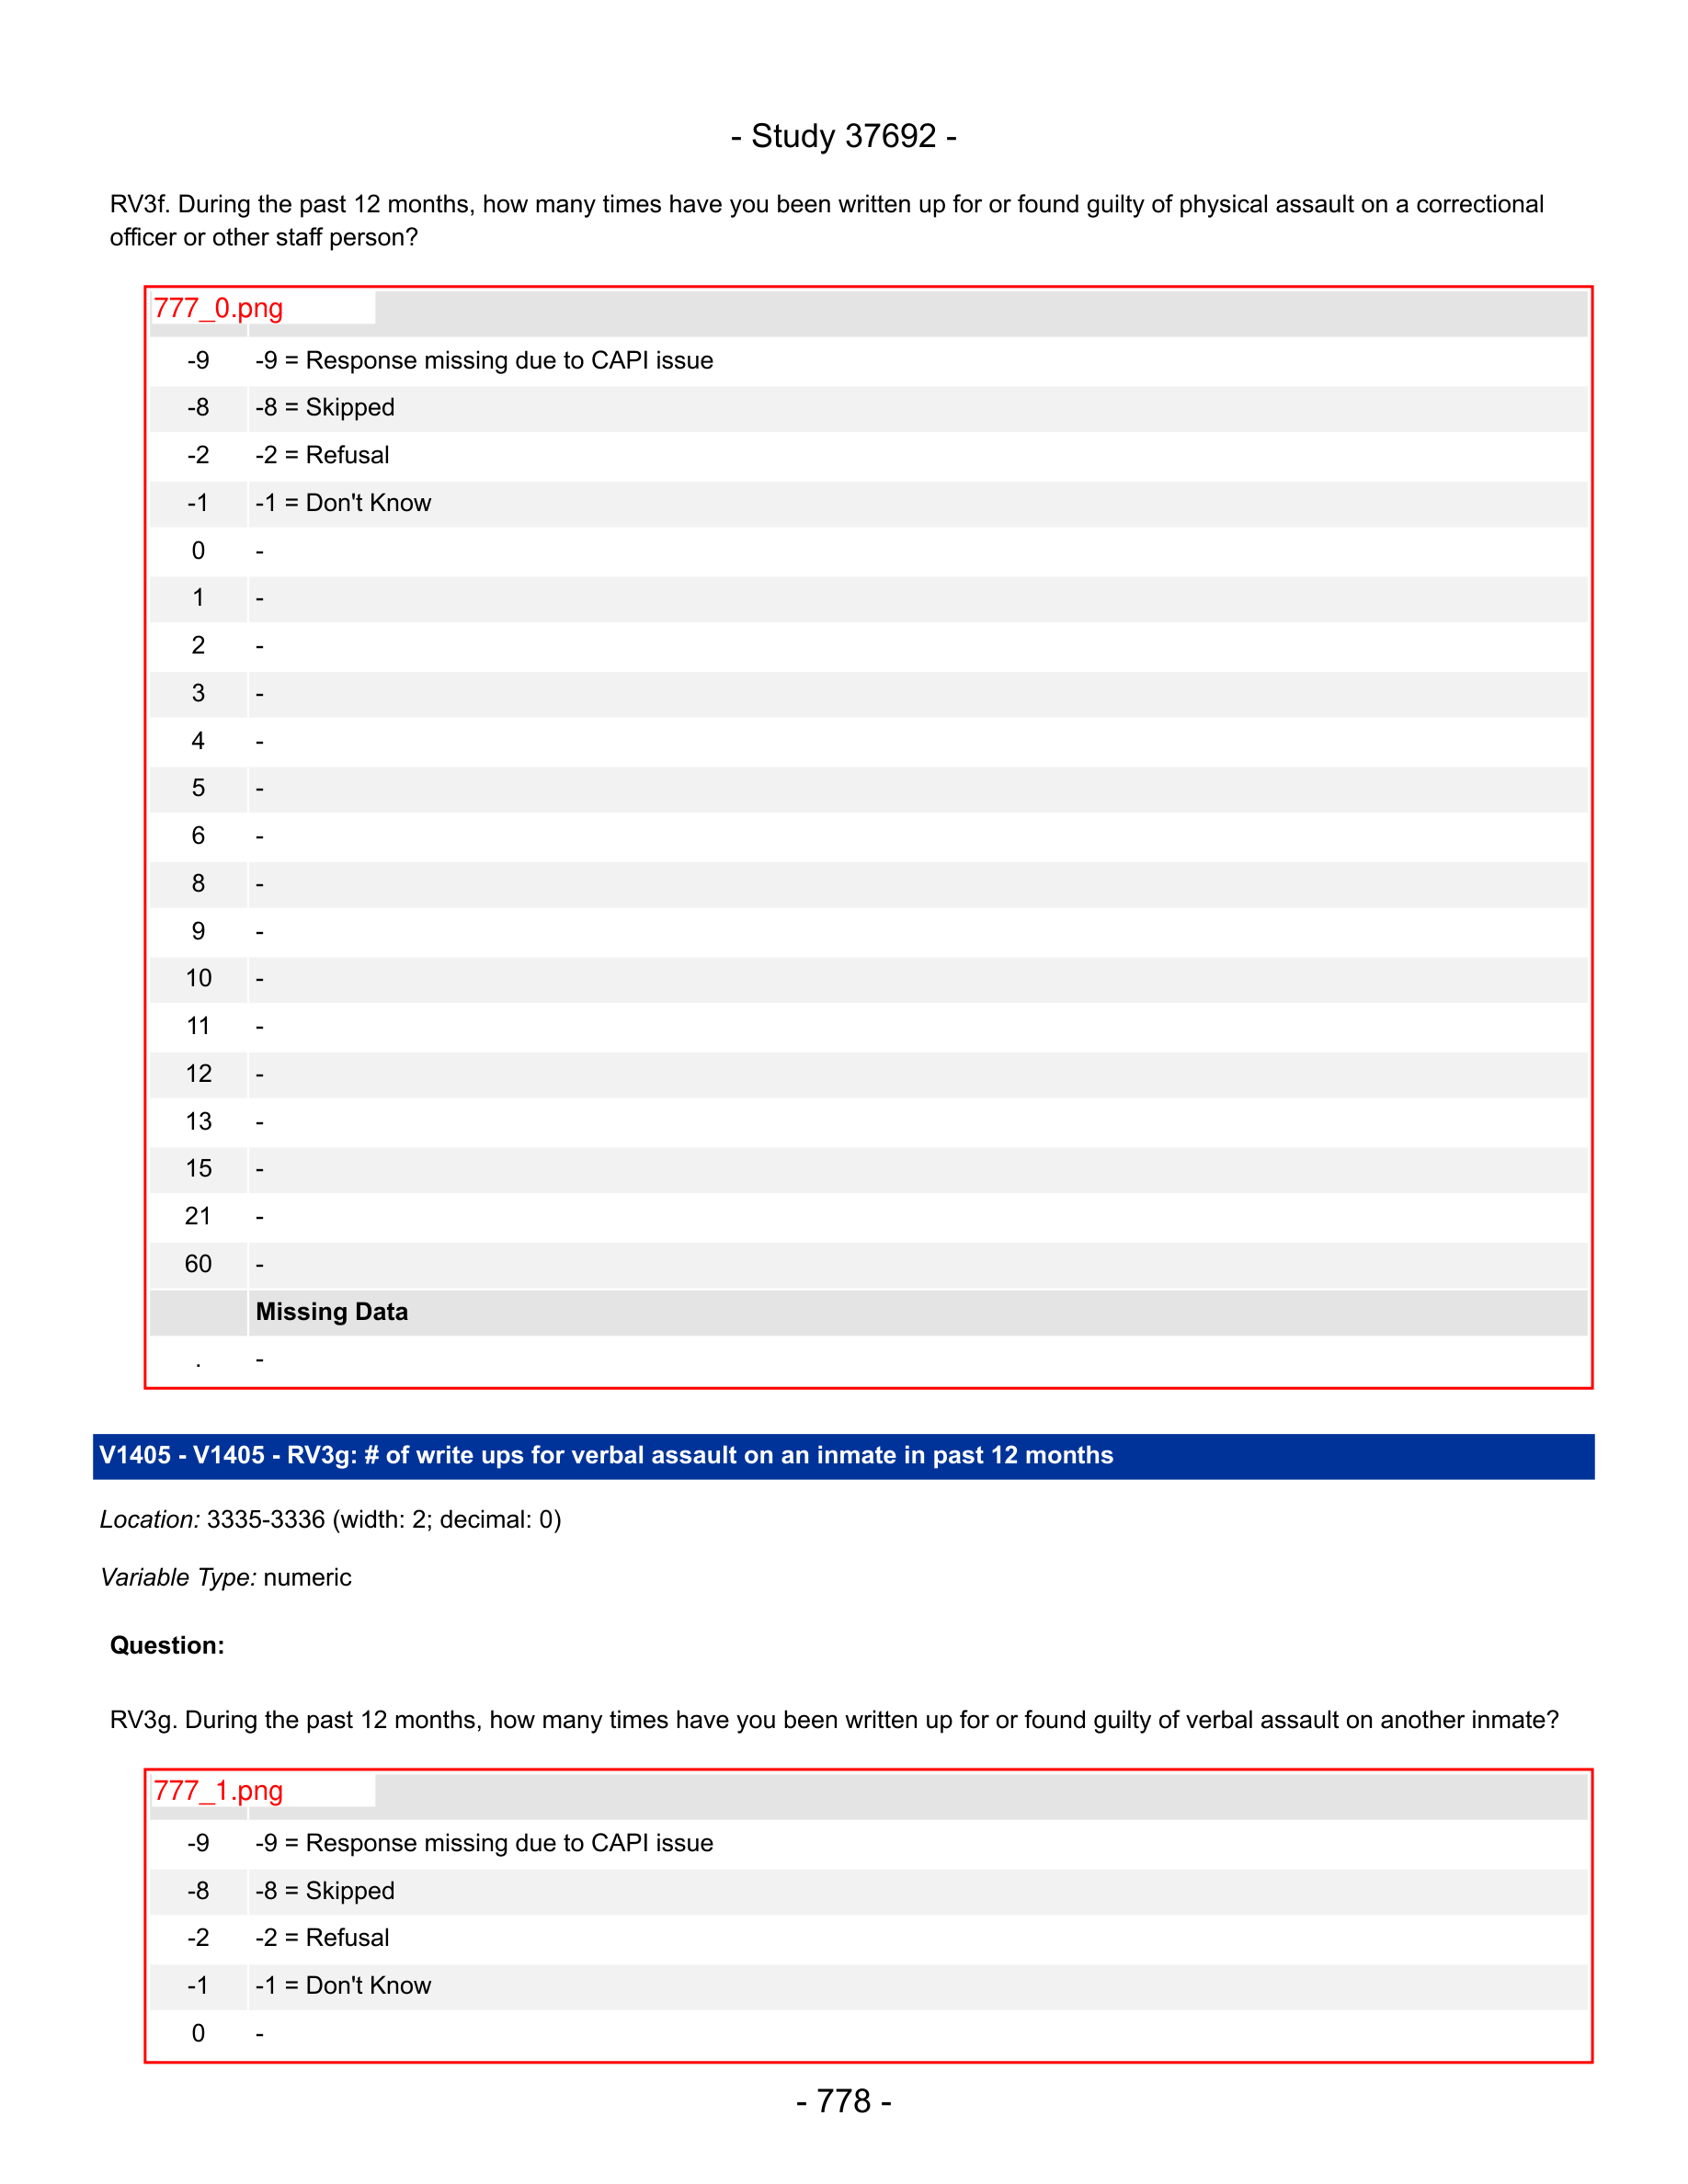 - Study 37692 -
RV3f. During the past 12 months, how many times have you been written up for or found guilty of physical assault on a correctional
officer or other staff person?
777_0.png
-9 -9 = Response missing due to CAPI issue
-8 -8 = Skipped
-2 -2 = Refusal
-1 -1 = Don't Know
0 -
1 -
2 -
3 -
4 -
5 -
6 -
8 -
9 -
10 -
11 -
12 -
13 -
15 -
21 -
60 -
Missing Data
. -
V1405 - V1405 - RV3g: # of write ups for verbal assault on an inmate in past 12 months
Location: 3335-3336 (width: 2; decimal: 0)
Variable Type: numeric
Question:
RV3g. During the past 12 months, how many times have you been written up for or found guilty of verbal assault on another inmate?
777_1.png
-9 -9 = Response missing due to CAPI issue
-8 -8 = Skipped
-2 -2 = Refusal
-1 -1 = Don't Know
0 -
- 778 -